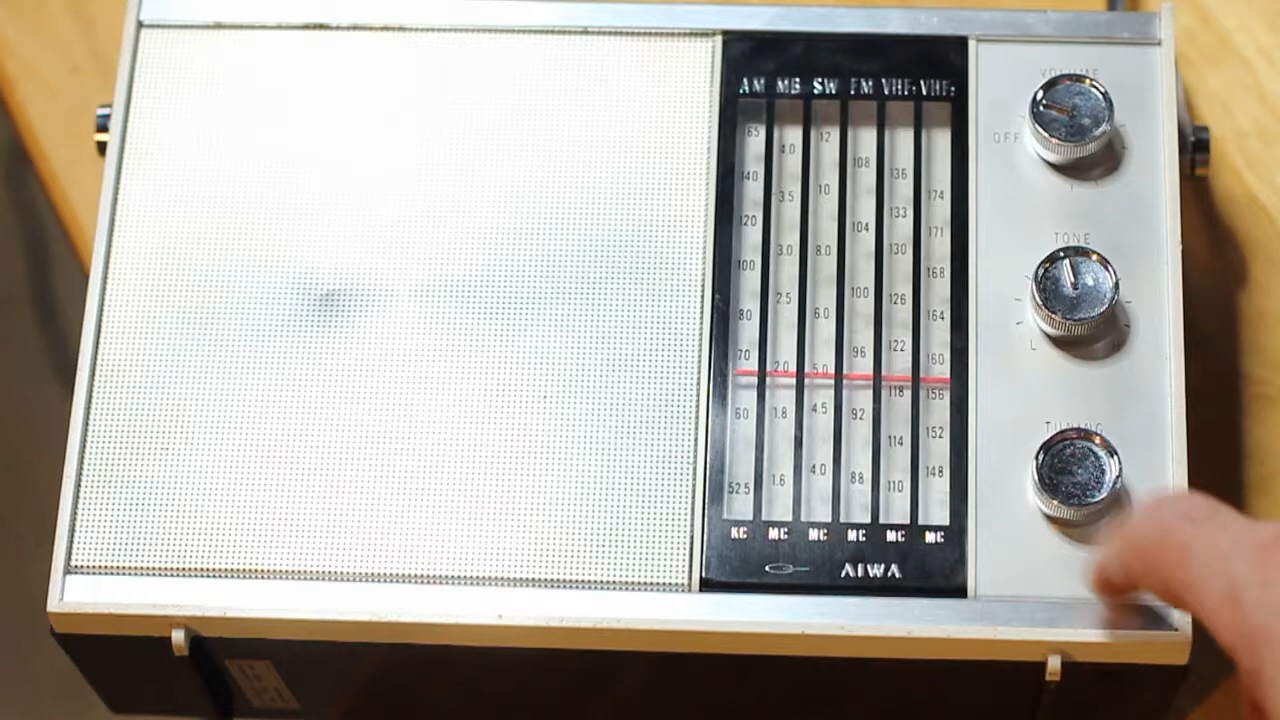 AM MB SW FM VHF₁ VHF₂
165 4.0 12 108 136 174
140 3.5 10 104 133 171
120 3.0 8.0 100 130 168
100 2.5 6.0 96 126 164
80 2.0 5.0 92 122 160
70 1.8 4.5 88 118 156
60 1.6 4.0 114 152
52.5 110 148
KC MC MC MC MC MC
AIWA
VOLUME
OFF
TONE
L H
TUNING